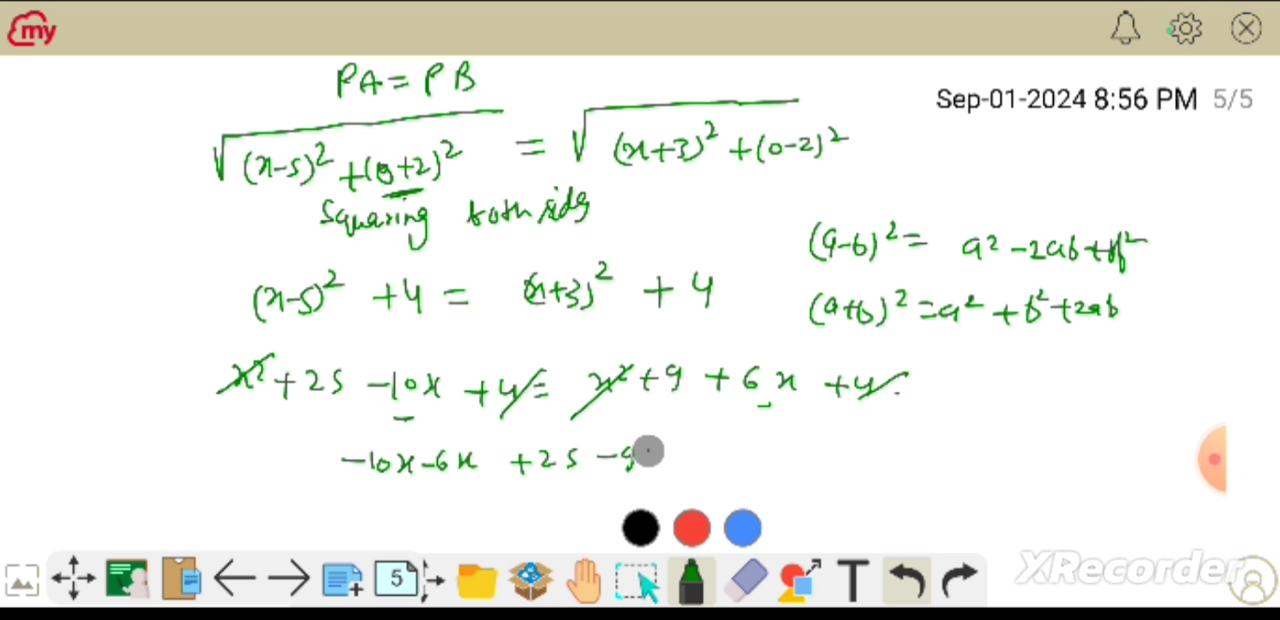 my
PA = PB
Sep-01-2024 8:56 PM 5/5
√(x-5)² + (0+2)² = √(x+3)² + (0-2)²
Squaring both sides
(a-b)² = a² - 2ab + b²
(x-5)² + 4 = (x+3)² + 4
(a+b)² = a² + b² + 2ab
x² + 25 - 10x + 4 = x² + 9 + 6x + 4
-10x - 6x + 25 - 9
5
T
XRecorder